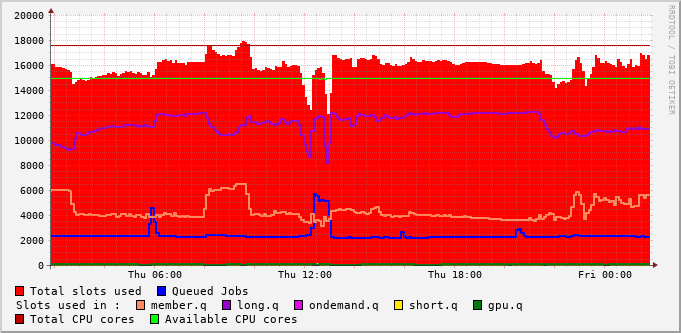 20000
18000
16000
14000
12000
10000
8000
6000
4000
2000
0
Thu 06:00 Thu 12:00 Thu 18:00 Fri 00:00
RRDTOOL / TOBI OETIKER
Total slots used Queued Jobs
Slots used in : member.q long.q ondemand.q short.q gpu.q
Total CPU cores Available CPU cores